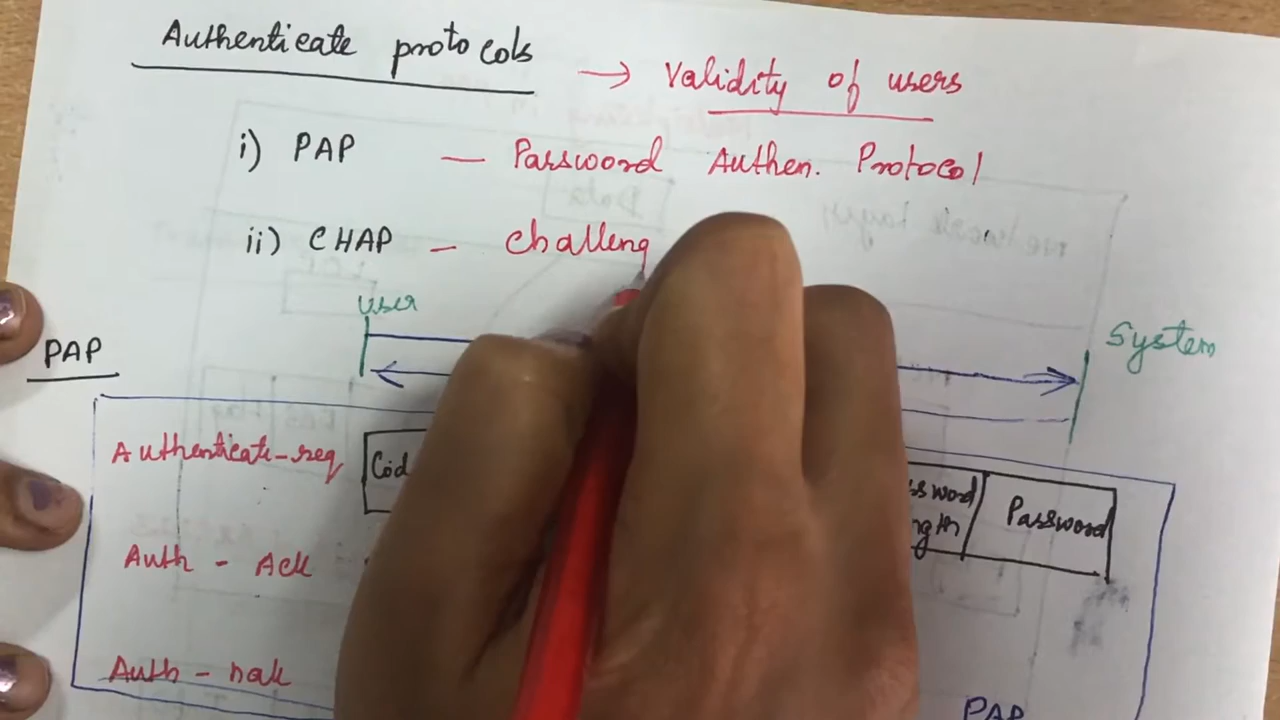 Authenticate protocols → Validity of users
i) PAP — Password Authen. Protocol
ii) CHAP – challeng
user
System
PAP
Authenticate-req Cod Password
Auth - Ack
Auth - nak
PAP